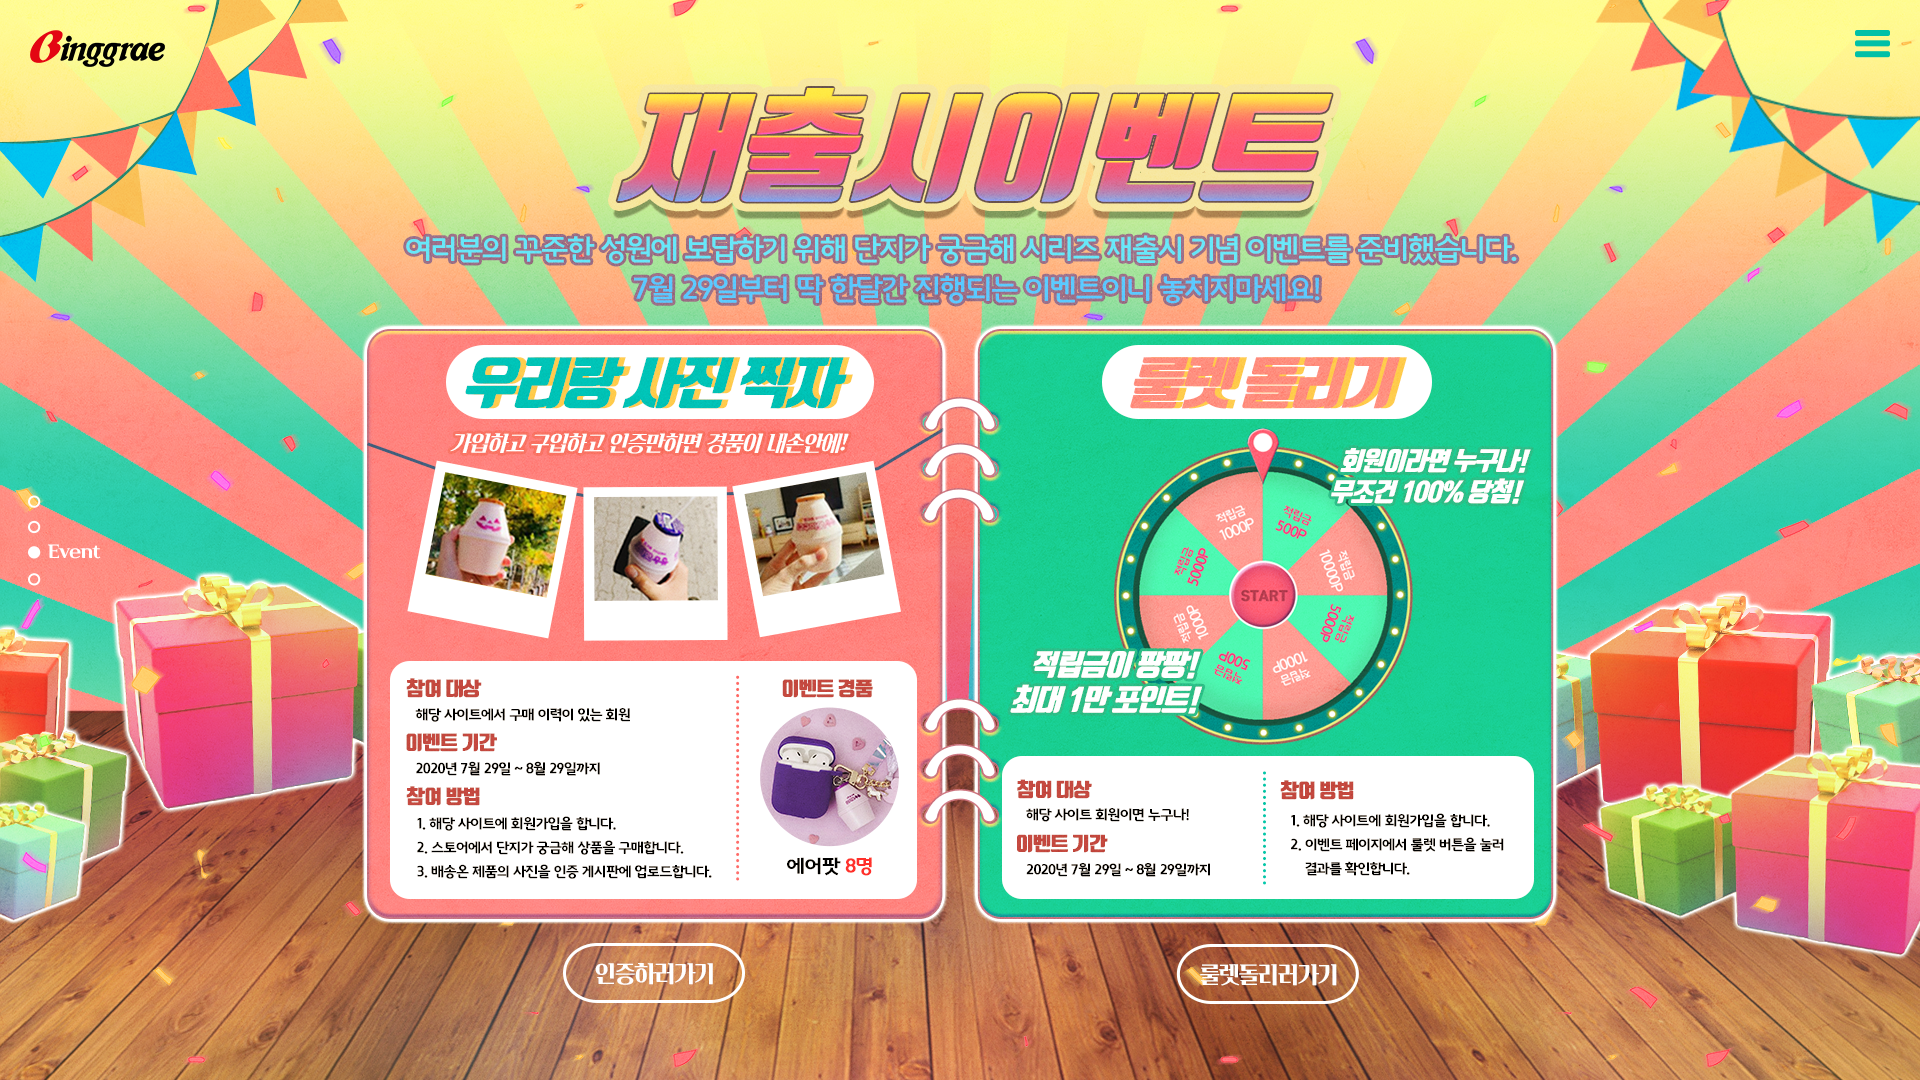 Binggrae
재출시이벤트
여러분의 꾸준한 성원에 보답하기 위해 단지가 궁금해 시리즈 재출시 기념 이벤트를 준비했습니다.
7월 29일부터 딱 한달간 진행되는 이벤트이니 놓치지마세요!
Event
우리랑 사진 찍자
가입하고 구입하고 인증만하면 경품이 내손안에!
참여 대상
해당 사이트에서 구매 이력이 있는 회원
이벤트 기간
2020년 7월 29일 ~ 8월 29일까지
참여 방법
1. 해당 사이트에 회원가입을 합니다.
2. 스토어에서 단지가 궁금해 상품을 구매합니다.
3. 배송온 제품의 사진을 인증 게시판에 업로드합니다.
이벤트 경품
에어팟 8명
인증하러가기
룰렛 돌리기
회원이라면 누구나!
무조건 100% 당첨!
적립금
500P
적립금
10000P
적립금
5000P
적립금
1000P
적립금
500P
적립금
1000P
적립금
5000P
적립금
1000P
START
적립금이 팡팡!
최대 1만 포인트!
참여 대상
해당 사이트 회원이면 누구나!
이벤트 기간
2020년 7월 29일 ~ 8월 29일까지
참여 방법
1. 해당 사이트에 회원가입을 합니다.
2. 이벤트 페이지에서 룰렛 버튼을 눌러
결과를 확인합니다.
룰렛돌리러가기